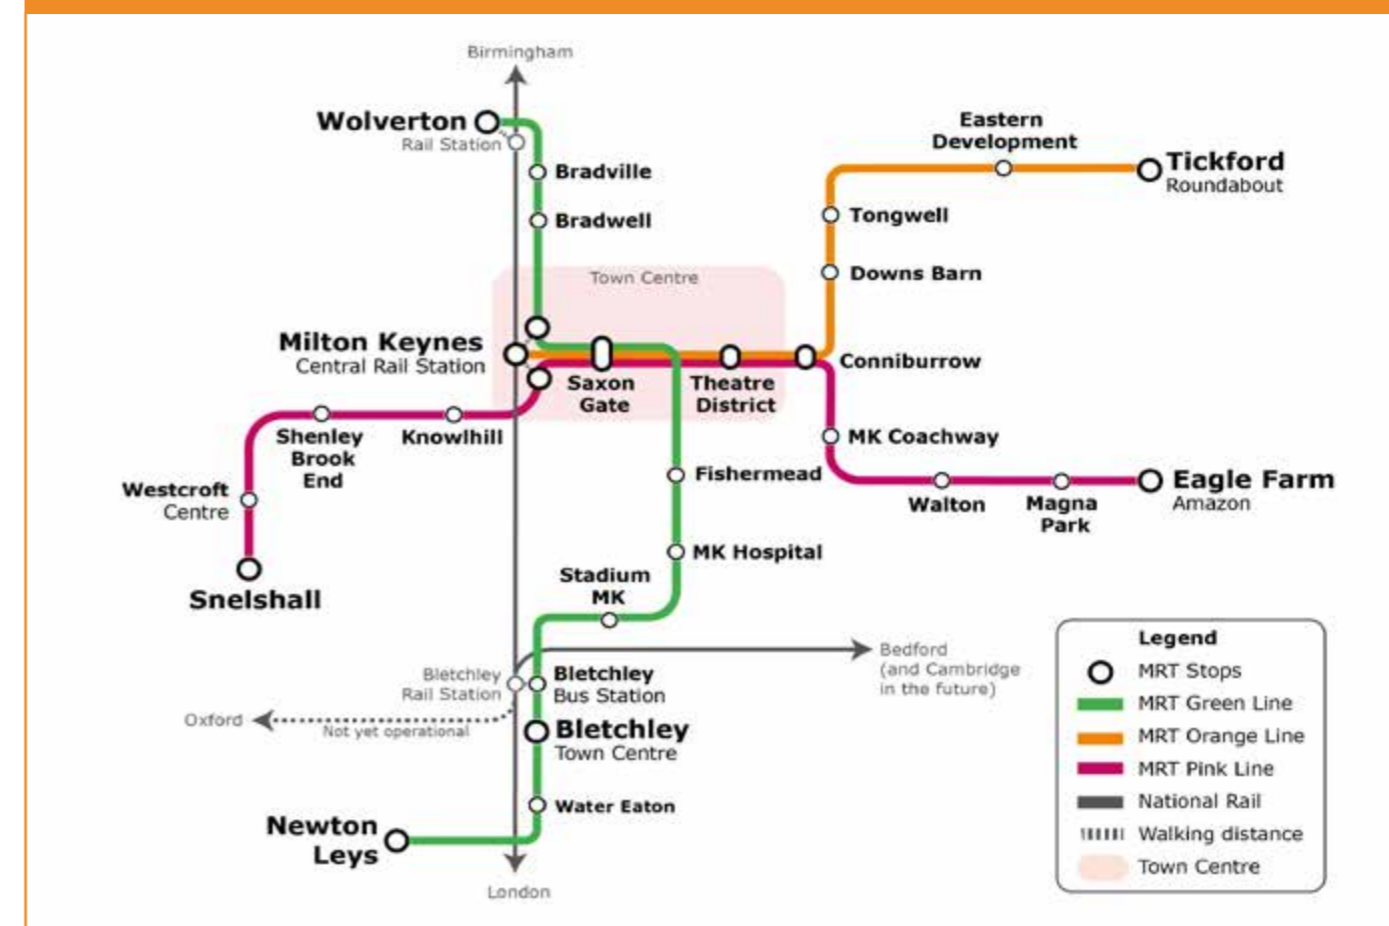 Birmingham
Wolverton
Rail Station
Bradville
Bradwell
Eastern
Development
Tickford
Roundabout
Tongwell
Downs Barn
Town Centre
Milton Keynes
Central Rail Station
Saxon
Gate
Theatre
District
Conniburrow
Shenley
Brook
End
Knowlhill
MK Coachway
Westcroft
Centre
Snelshall
Fishermead
Walton
Magna
Park
Eagle Farm
Amazon
MK Hospital
Stadium
MK
Bletchley
Rail Station
Bletchley
Bus Station
Bedford
(and Cambridge
in the future)
Oxford
Not yet operational
Bletchley
Town Centre
Water Eaton
Newton
Leys
London
Legend
MRT Stops
MRT Green Line
MRT Orange Line
MRT Pink Line
National Rail
Walking distance
Town Centre